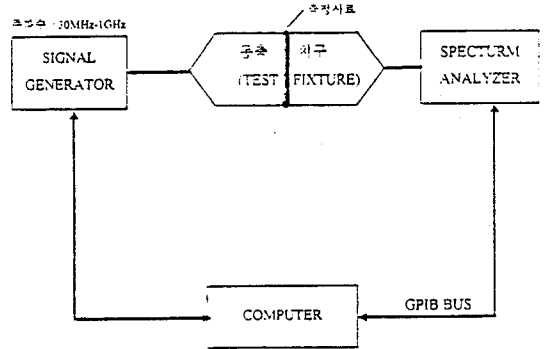 주파수 : 30MHz-1GHz
측정시료
SIGNAL
GENERATOR
동축 치구
(TEST FIXTURE)
SPECTURM
ANALYZER
COMPUTER
GPIB BUS